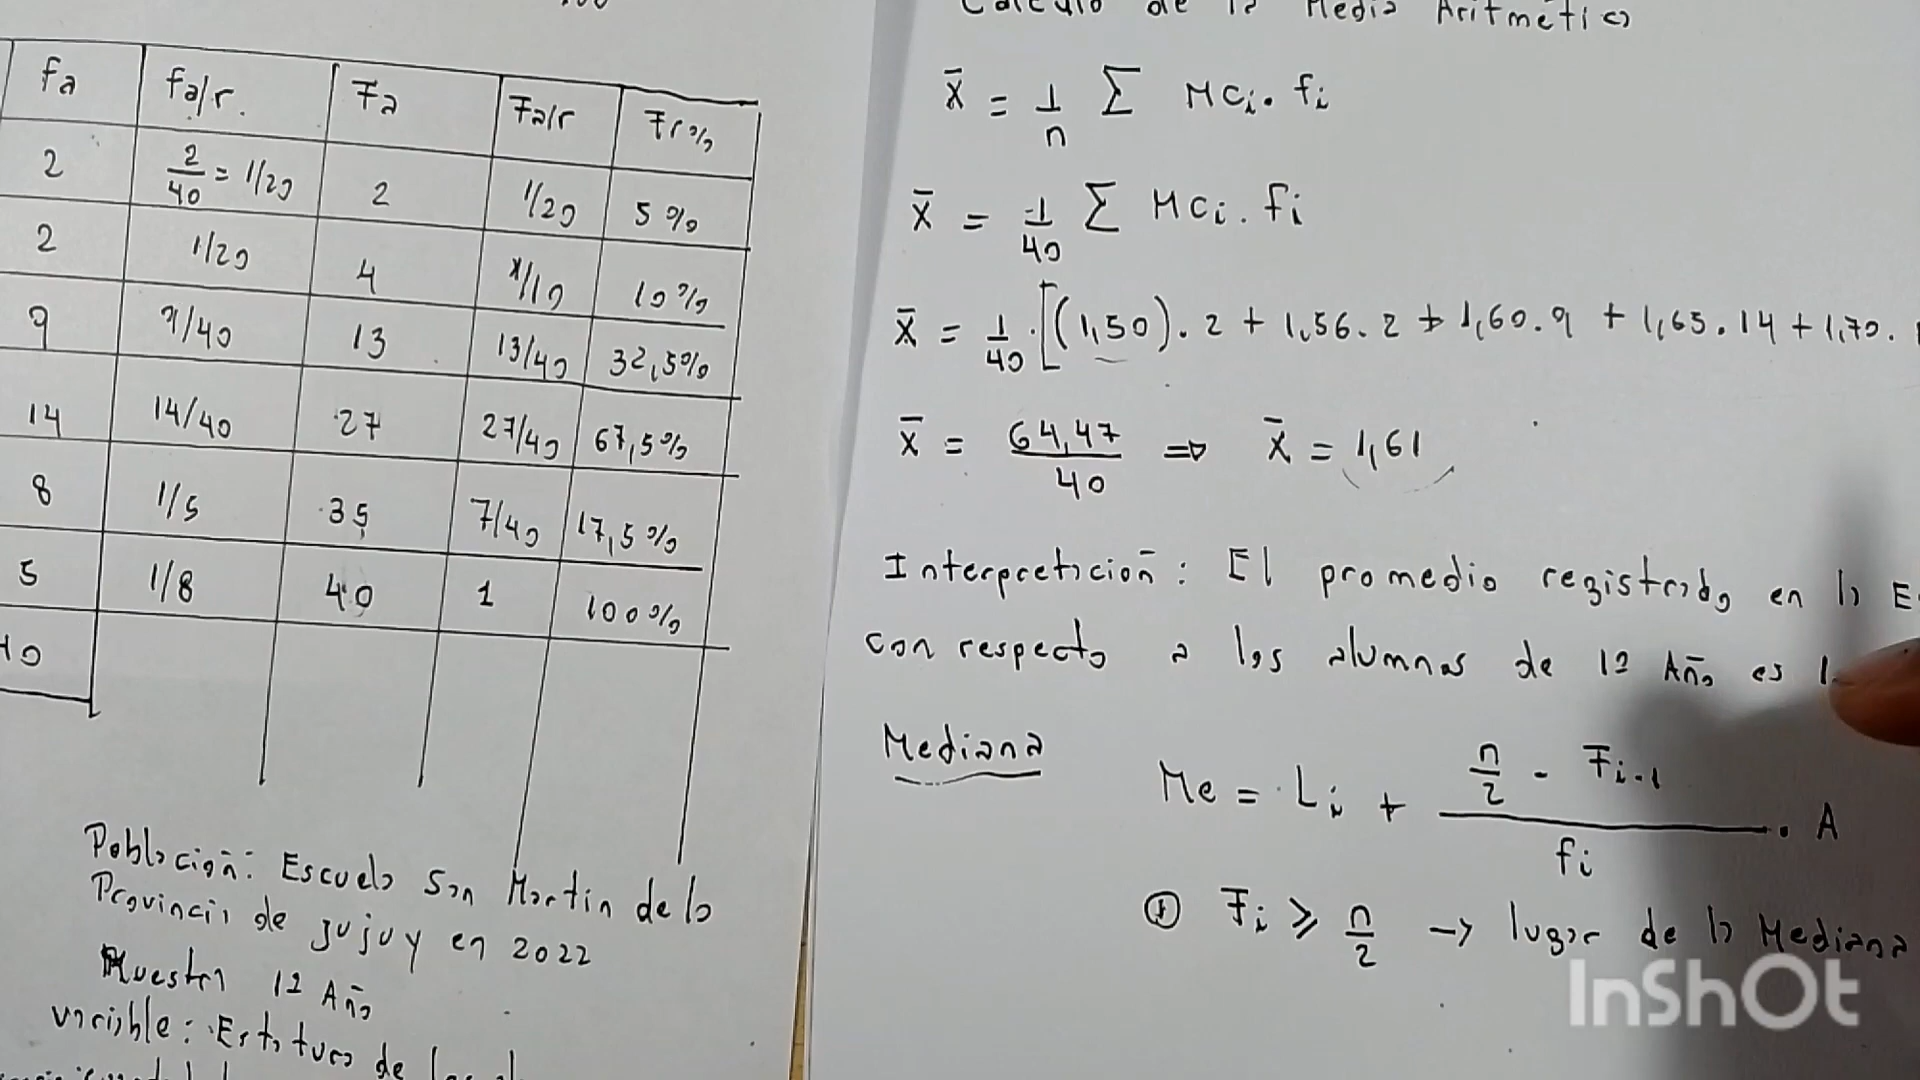 fa fa/r. Fa Fa/r Fr%
2 2/40 = 1/20 2 1/20 5 %
2 1/20 4 1/10 10 %
9 9/40 13 13/40 32,5%
14 14/40 27 27/40 67,5%
8 1/5 35 7/40 17,5 %
5 1/8 40 1 100 %
40
Población: Escuela San Martin de la
Provincia de Jujuy en 2022
Muestra 1º Año
Variable: Estatura de los
Calculo de la Media Aritmética
X̄ = 1/n Σ Mci. fi
X̄ = 1/40 Σ Mci. fi
X̄ = 1/40 . [(1,50). 2 + 1,56. 2 + 1,60. 9 + 1,65. 14 + 1,70.
X̄ = 64,47/40 ⇒ X̄ = 1,61
Interpretación: El promedio registrado en la E
con respecto a los alumnos de 1º Año es 1
Mediana
Me = Li + (n/2 - Fi-1)/fi . A
① Fi ≥ n/2 → lugar de la Mediana
InShOt